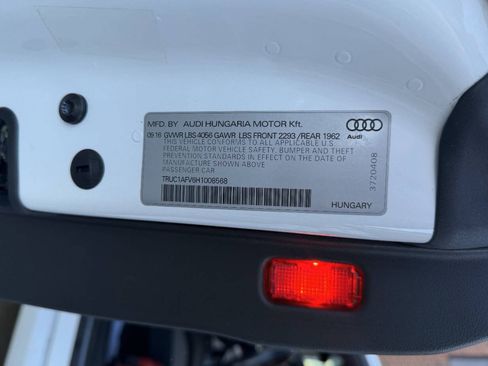 MFD. BY AUDI HUNGARIA MOTOR Kft.
09.16 GVWR LBS 4056 GAWR LBS FRONT 2293 /REAR 1962
THIS VEHICLE CONFORMS TO ALL APPLICABLE U.S.
FEDERAL MOTOR VEHICLE SAFETY, BUMPER AND THEFT
PREVENTION STANDARDS IN EFFECT ON THE DATE OF
MANUFACTURE SHOWN ABOVE
PASSENGER CAR
TRUC1AFV6H1008568
Audi
3720408
HUNGARY